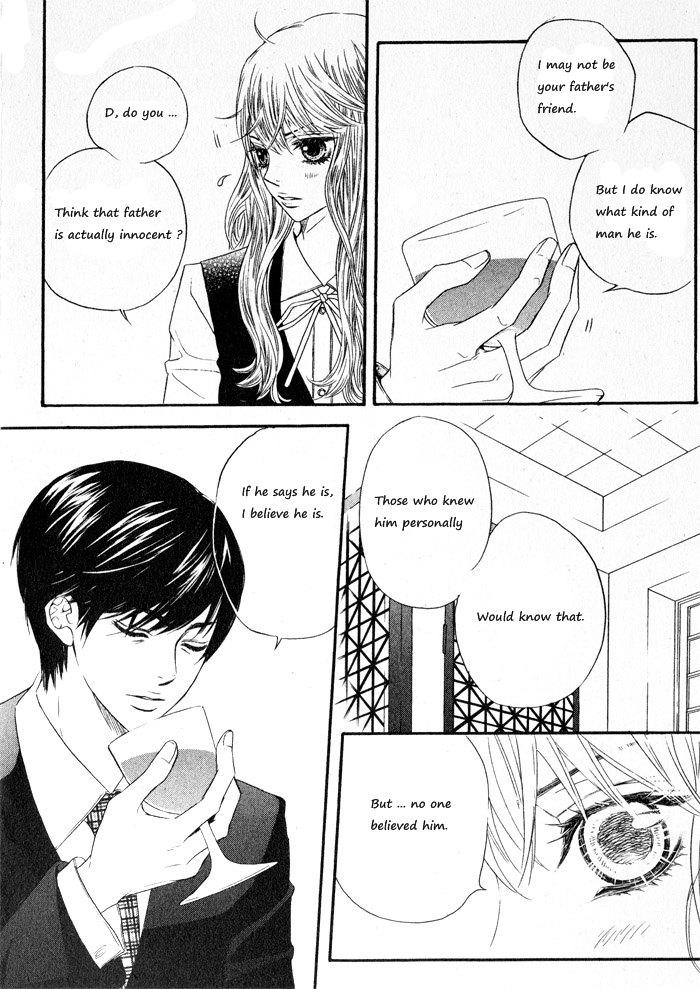 D, do you ...
Think that father
is actually innocent ?
I may not be
your father's
friend.
But I do know
what kind of
man he is.
If he says he is,
I believe he is.
Those who knew
him personally
Would know that.
But ... no one
believed him.